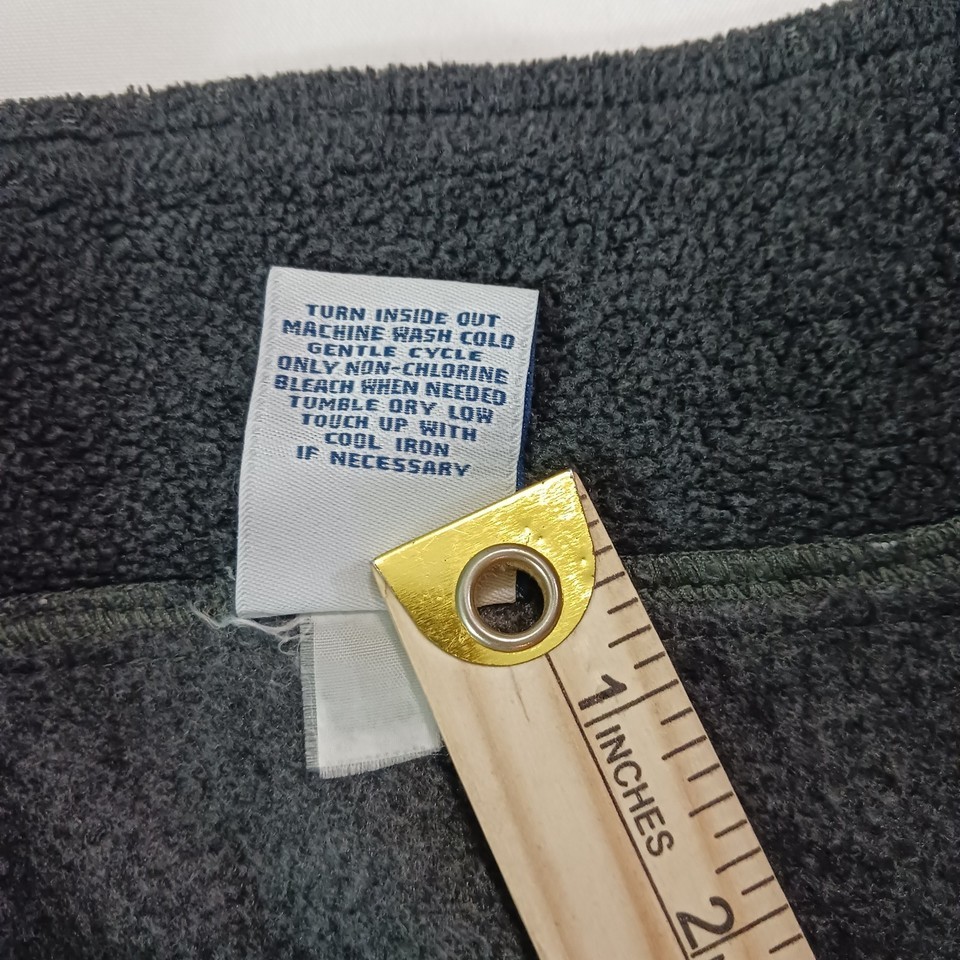 TURN INSIDE OUT
MACHINE WASH COLD
GENTLE CYCLE
ONLY NON-CHLORINE
BLEACH WHEN NEEDED
TUMBLE DRY LOW
TOUCH UP WITH
COOL IRON
IF NECESSARY
1
INCHES
2